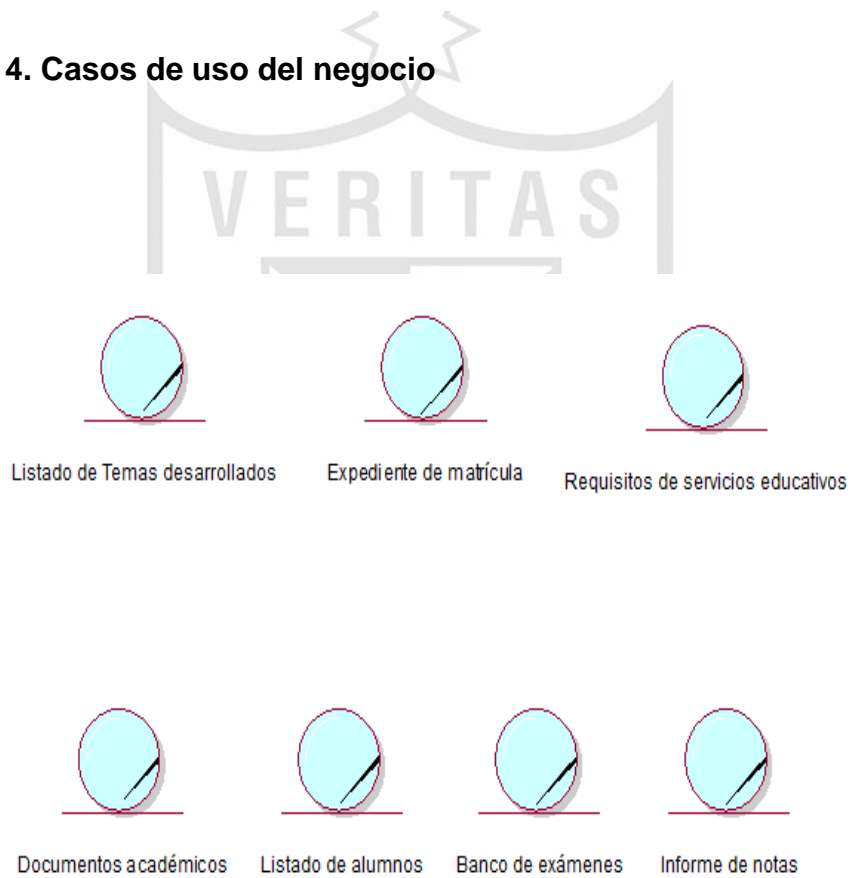 4. Casos de uso del negocio
VERITAS
Listado de Temas desarrollados
Expediente de matrícula
Requisitos de servicios educativos
Documentos académicos
Listado de alumnos
Banco de exámenes
Informe de notas